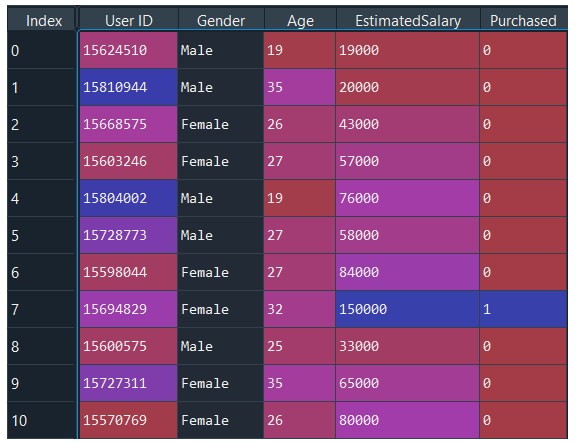 Index User ID Gender Age EstimatedSalary Purchased
0 15624510 Male 19 19000 0
1 15810944 Male 35 20000 0
2 15668575 Female 26 43000 0
3 15603246 Female 27 57000 0
4 15804002 Male 19 76000 0
5 15728773 Male 27 58000 0
6 15598044 Female 27 84000 0
7 15694829 Female 32 150000 1
8 15600575 Male 25 33000 0
9 15727311 Female 35 65000 0
10 15570769 Female 26 80000 0